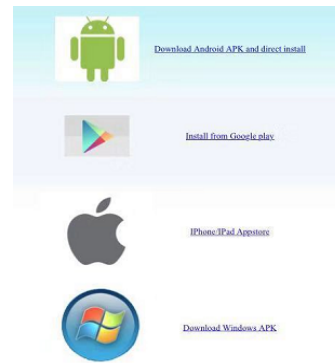 Download Android APK and direct install
Install from Google play
IPhone/IPad Appstore
Download Windows APK